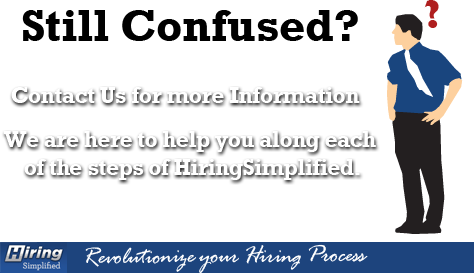 Still Confused?
?
Contact Us for more Information
We are here to help you along each
of the steps of HiringSimplified.
Hiring
Simplified
Revolutionize your Hiring Process